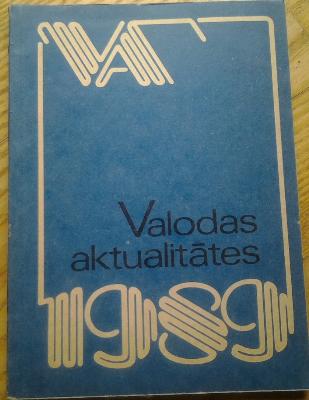 VA
Valodas
aktualitātes
1989